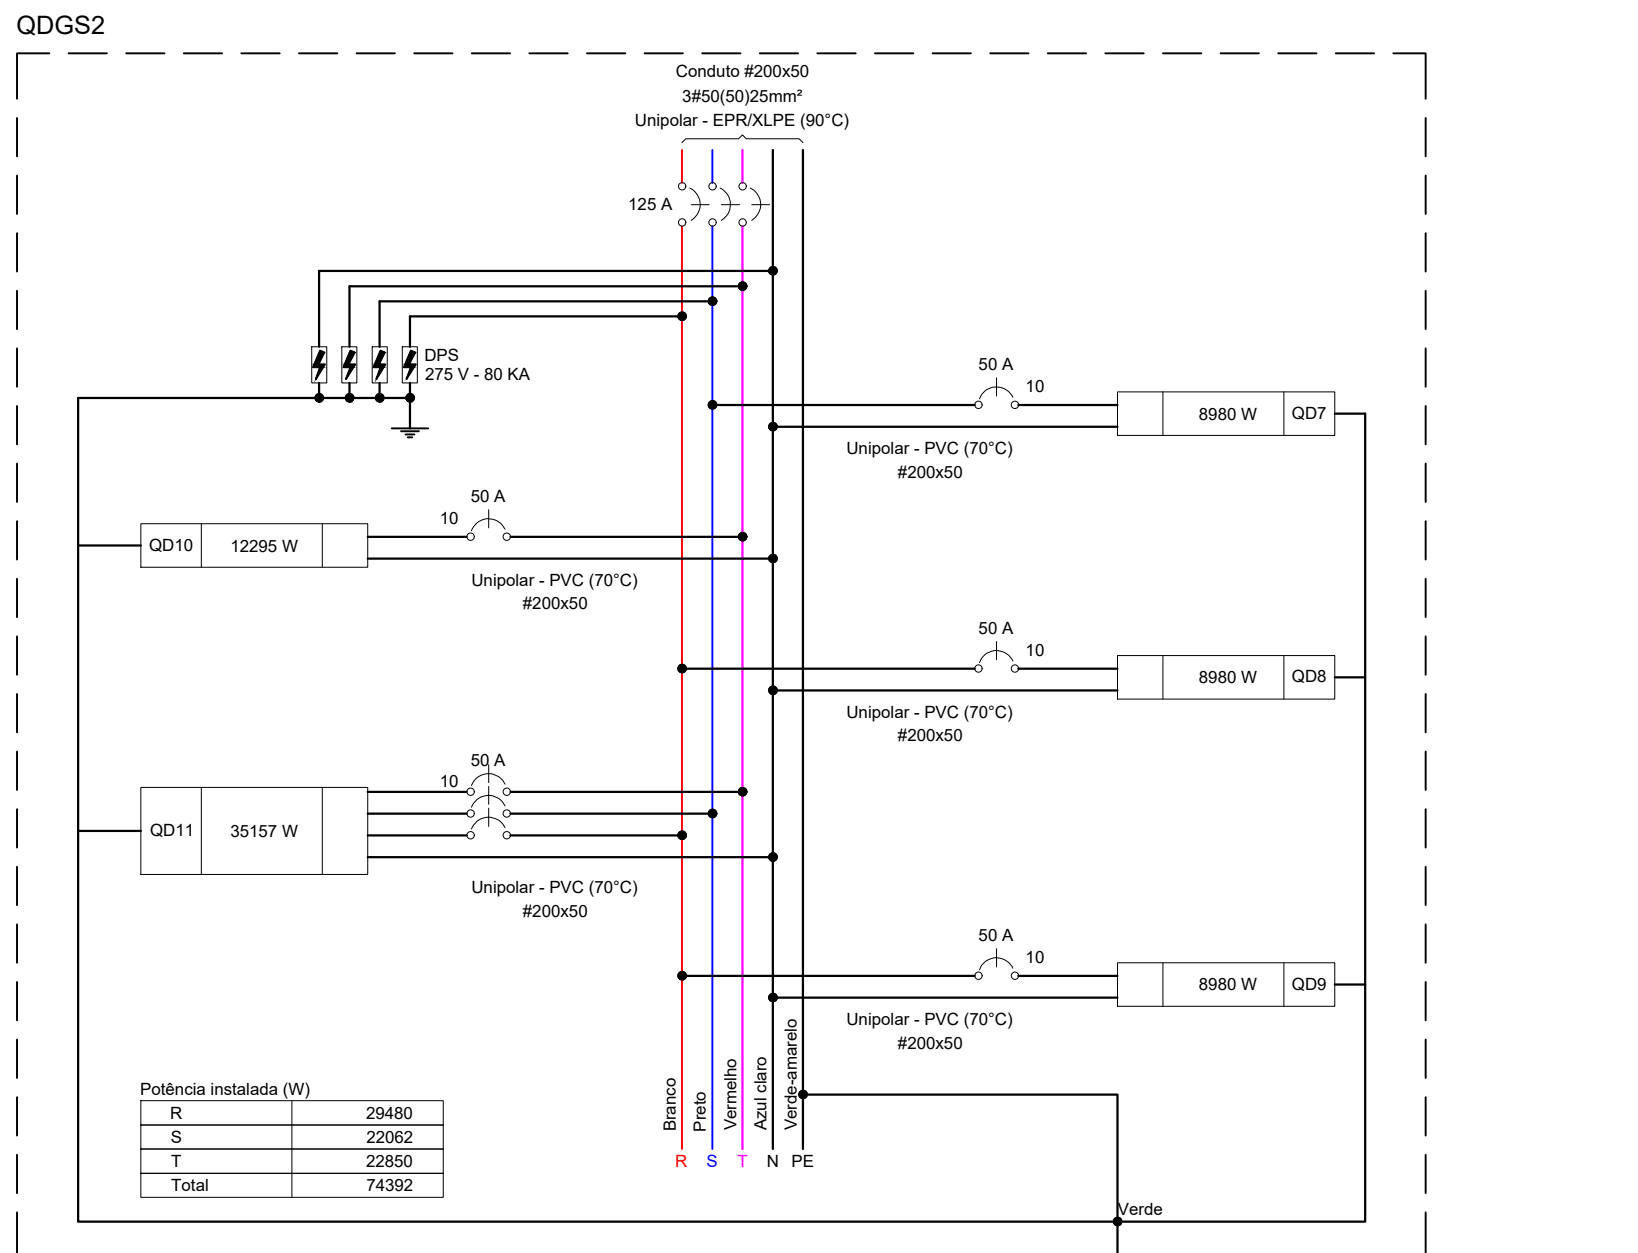 QDGS2
Conduto #200x50
3#50(50)25mm²
Unipolar - EPR/XLPE (90°C)
125 A
DPS
275 V - 80 KA
50 A
10
8980 W
QD7
Unipolar - PVC (70°C)
#200x50
50 A
10
QD10
12295 W
Unipolar - PVC (70°C)
#200x50
50 A
10
8980 W
QD8
Unipolar - PVC (70°C)
#200x50
50 A
10
QD11
35157 W
Unipolar - PVC (70°C)
#200x50
50 A
10
8980 W
QD9
Unipolar - PVC (70°C)
#200x50
Branco
Preto
Vermelho
Azul claro
Verde-amarelo
R S T N PE
Potência instalada (W)
R 29480
S 22062
T 22850
Total 74392
Verde